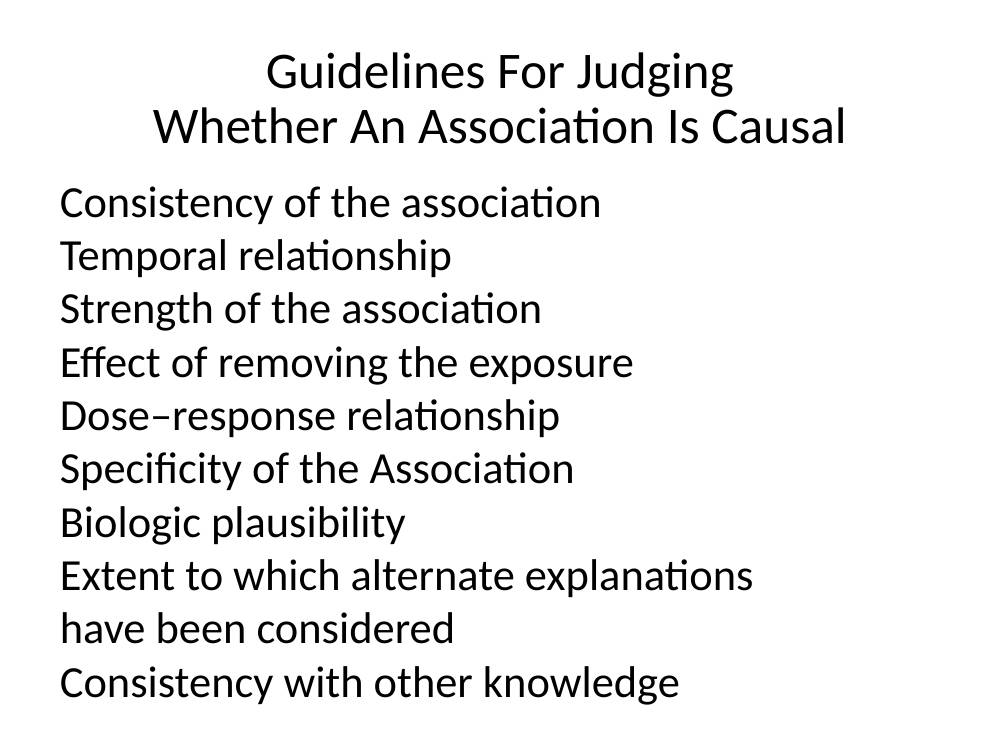 Guidelines For Judging
Whether An Association Is Causal
Consistency of the association
Temporal relationship
Strength of the association
Effect of removing the exposure
Dose–response relationship
Specificity of the Association
Biologic plausibility
Extent to which alternate explanations
have been considered
Consistency with other knowledge